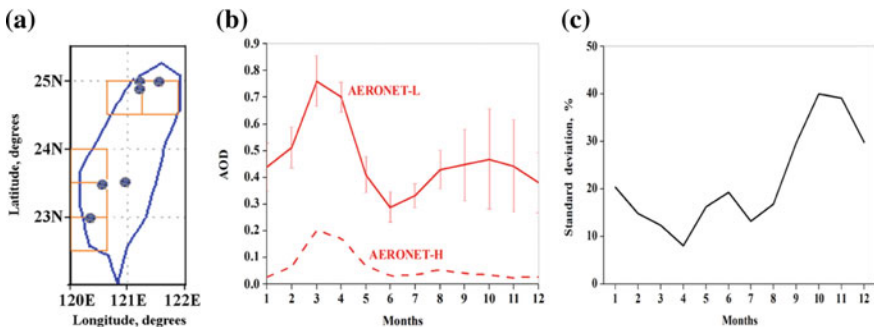 (a)
25N
24N
23N
Latitude, degrees
120E 121E 122E
Longitude, degrees
(b)
0.9
0.8
0.7
0.6
0.5
0.4
0.3
0.2
0.1
0.0
AOD
AERONET-L
AERONET-H
1 2 3 4 5 6 7 8 9 10 11 12
Months
(c)
50
40
30
20
10
0
Standard deviation, %
1 2 3 4 5 6 7 8 9 10 11 12
Months